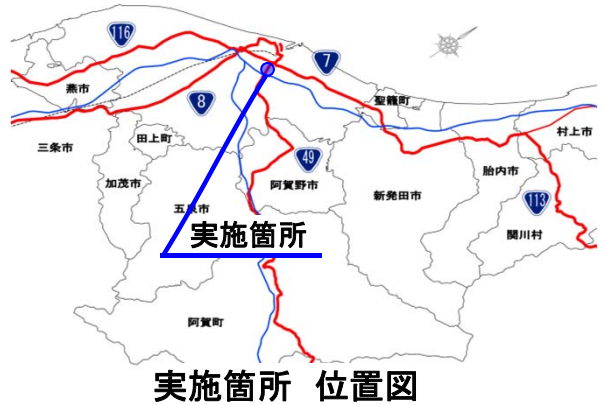 116
7
燕市
8
聖籠町
村上市
田上町
三条市
49
胎内市
加茂市
阿賀野市
新発田市
113
五泉市
関川村
実施箇所
阿賀町
実施箇所 位置図